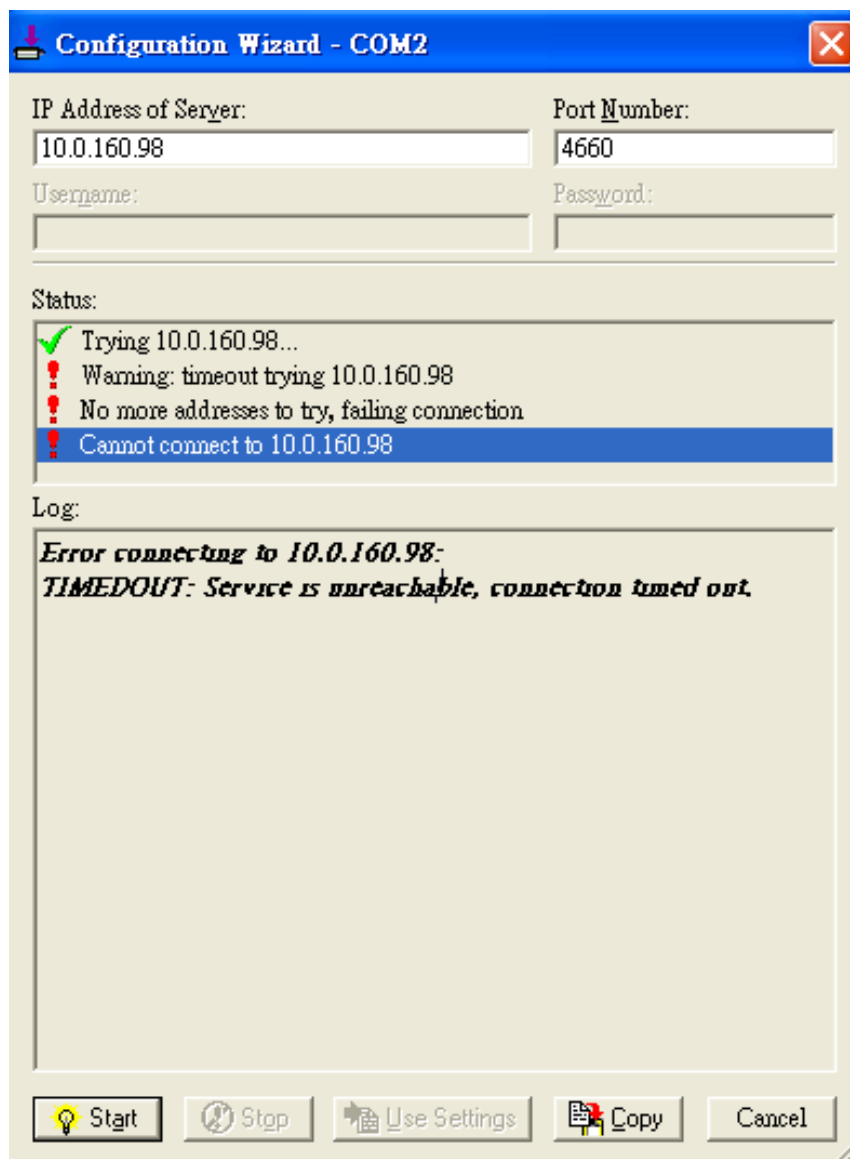 Configuration Wizard - COM2
IP Address of Server: Port Number:
10.0.160.98 4660
Username: Password:
Status:
Trying 10.0.160.98...
Warning: timeout trying 10.0.160.98
No more addresses to try, failing connection
Cannot connect to 10.0.160.98
Log:
Error connecting to 10.0.160.98:
TIMEDOUT: Service is unreachable, connection timed out.
Start Stop Use Settings Copy Cancel